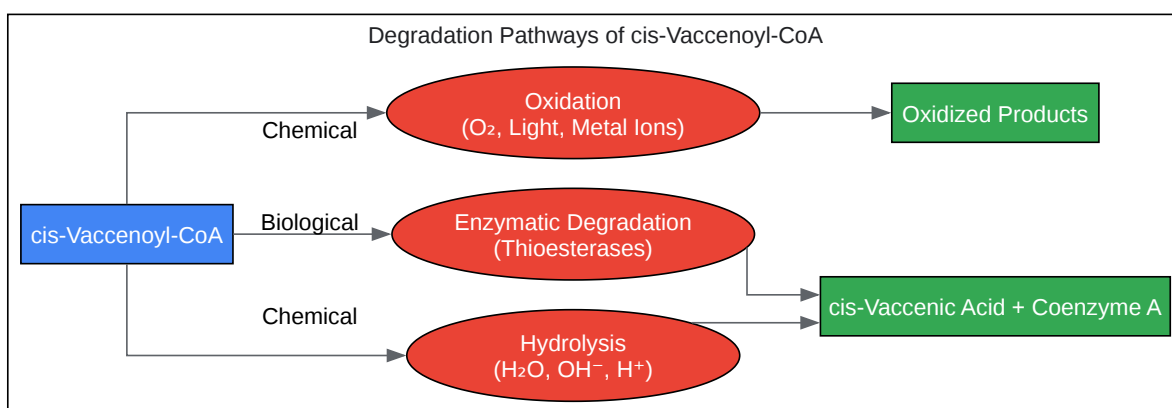 Degradation Pathways of cis-Vaccenoyl-CoA
Oxidation
(O₂, Light, Metal Ions)
Oxidized Products
Chemical
cis-Vaccenoyl-CoA
Biological
Enzymatic Degradation
(Thioesterases)
cis-Vaccenic Acid + Coenzyme A
Chemical
Hydrolysis
(H₂O, OH⁻, H⁺)